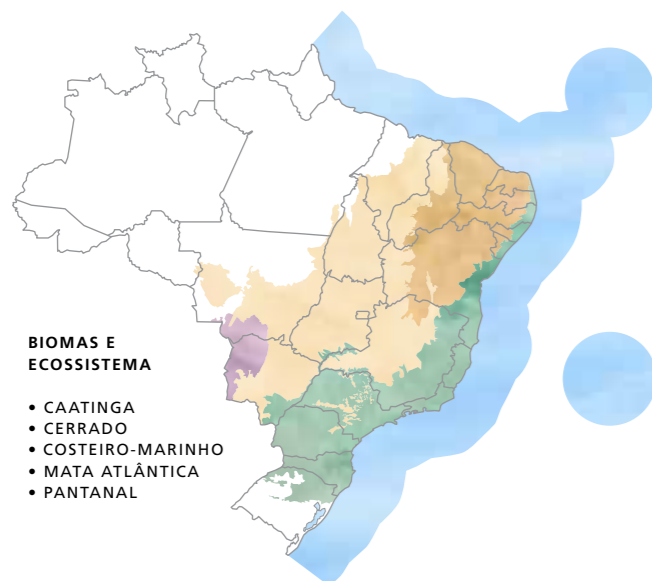 BIOMAS E
ECOSSISTEMA
• CAATINGA
• CERRADO
• COSTEIRO-MARINHO
• MATA ATLÂNTICA
• PANTANAL